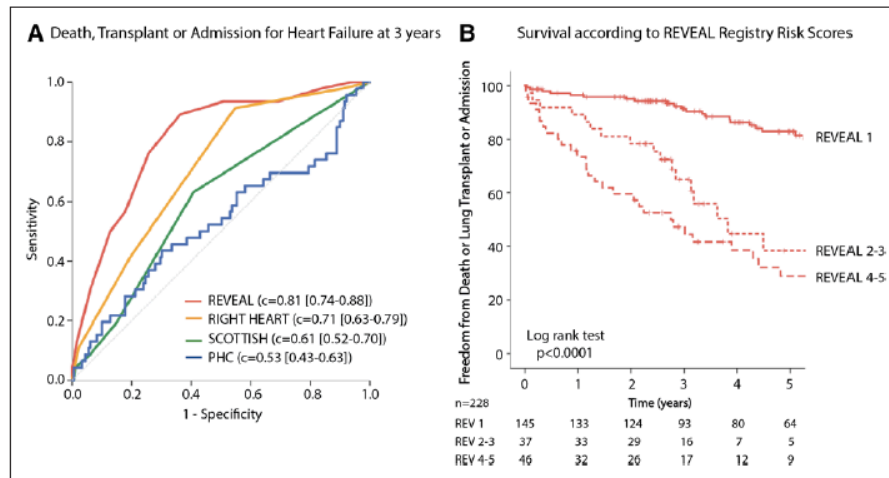 A Death, Transplant or Admission for Heart Failure at 3 years
1.0
0.8
0.6
0.4
0.2
0.0
Sensitivity
REVEAL (c=0.81 [0.74-0.88])
RIGHT HEART (c=0.71 [0.63-0.79])
SCOTTISH (c=0.61 [0.52-0.70])
PHC (c=0.53 [0.43-0.63])
0.0 0.2 0.4 0.6 0.8 1.0
1 - Specificity
B Survival according to REVEAL Registry Risk Scores
Freedom from Death or Lung Transplant or Admission
100
80
60
40
20
0
REVEAL 1
REVEAL 2-3
REVEAL 4-5
Log rank test
p<0.0001
0 1 2 3 4 5
n=228 Time (years)
REV 1 145 133 124 93 80 64
REV 2-3 37 33 29 16 7 5
REV 4-5 46 32 26 17 12 9